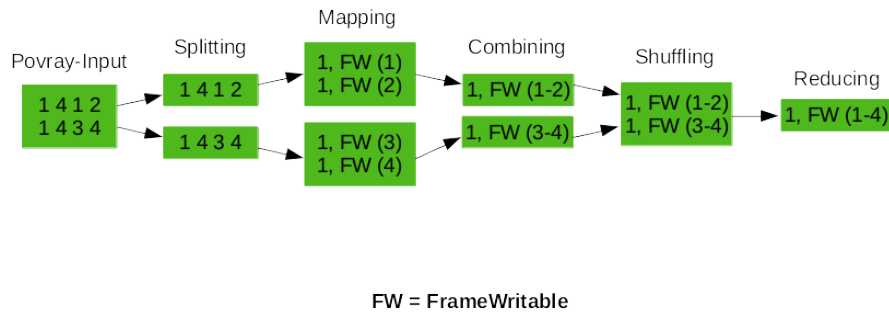 Povray-Input
1 4 1 2
1 4 3 4
Splitting
1 4 1 2
1 4 3 4
Mapping
1, FW (1)
1, FW (2)
1, FW (3)
1, FW (4)
Combining
1, FW (1-2)
1, FW (3-4)
Shuffling
1, FW (1-2)
1, FW (3-4)
Reducing
1, FW (1-4)
FW = FrameWritable